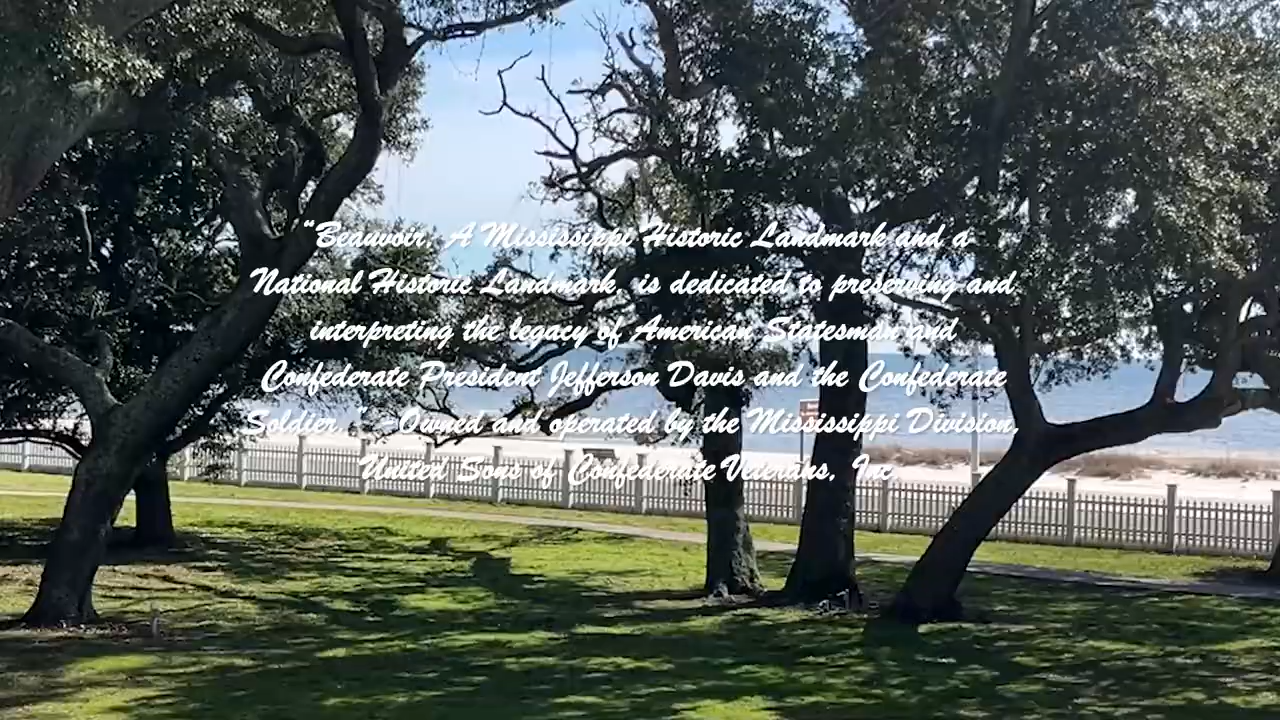 “Beauvoir, A Mississippi Historic Landmark and a
National Historic Landmark, is dedicated to preserving and
interpreting the legacy of American Statesman and
Confederate President Jefferson Davis and the Confederate
Soldier.” - Owned and operated by the Mississippi Division,
United Sons of Confederate Veterans, Inc